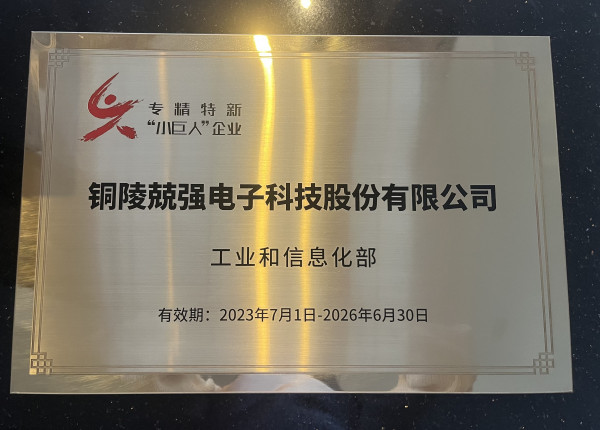 专精特新
“小巨人”企业
铜陵兢强电子科技股份有限公司
工业和信息化部
有效期：2023年7月1日-2026年6月30日